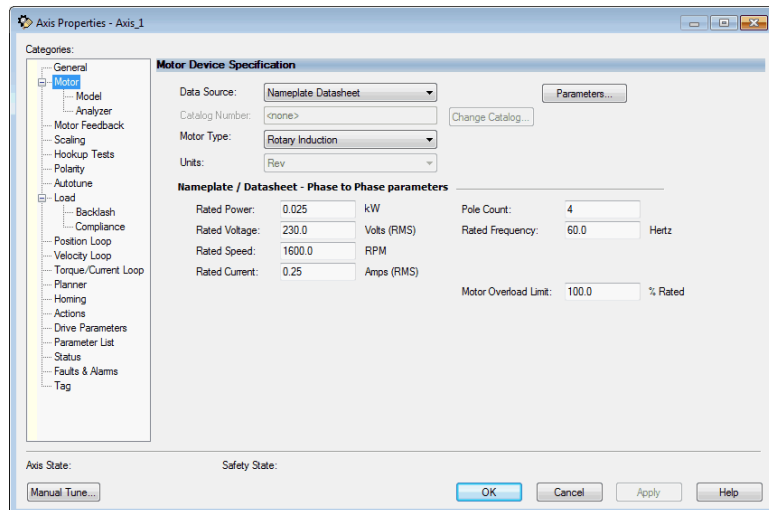 Axis Properties - Axis_1
Categories:
General
Motor
Model
Analyzer
Motor Feedback
Scaling
Hookup Tests
Polarity
Autotune
Load
Backlash
Compliance
Position Loop
Velocity Loop
Torque/Current Loop
Planner
Homing
Actions
Drive Parameters
Parameter List
Status
Faults & Alarms
Tag
Motor Device Specification
Data Source: Nameplate Datasheet Parameters...
Catalog Number: <none> Change Catalog...
Motor Type: Rotary Induction
Units: Rev
Nameplate / Datasheet - Phase to Phase parameters
Rated Power: 0.025 kW Pole Count: 4
Rated Voltage: 230.0 Volts (RMS) Rated Frequency: 60.0 Hertz
Rated Speed: 1600.0 RPM
Rated Current: 0.25 Amps (RMS)
Motor Overload Limit: 100.0 % Rated
Axis State: Safety State:
Manual Tune... OK Cancel Apply Help